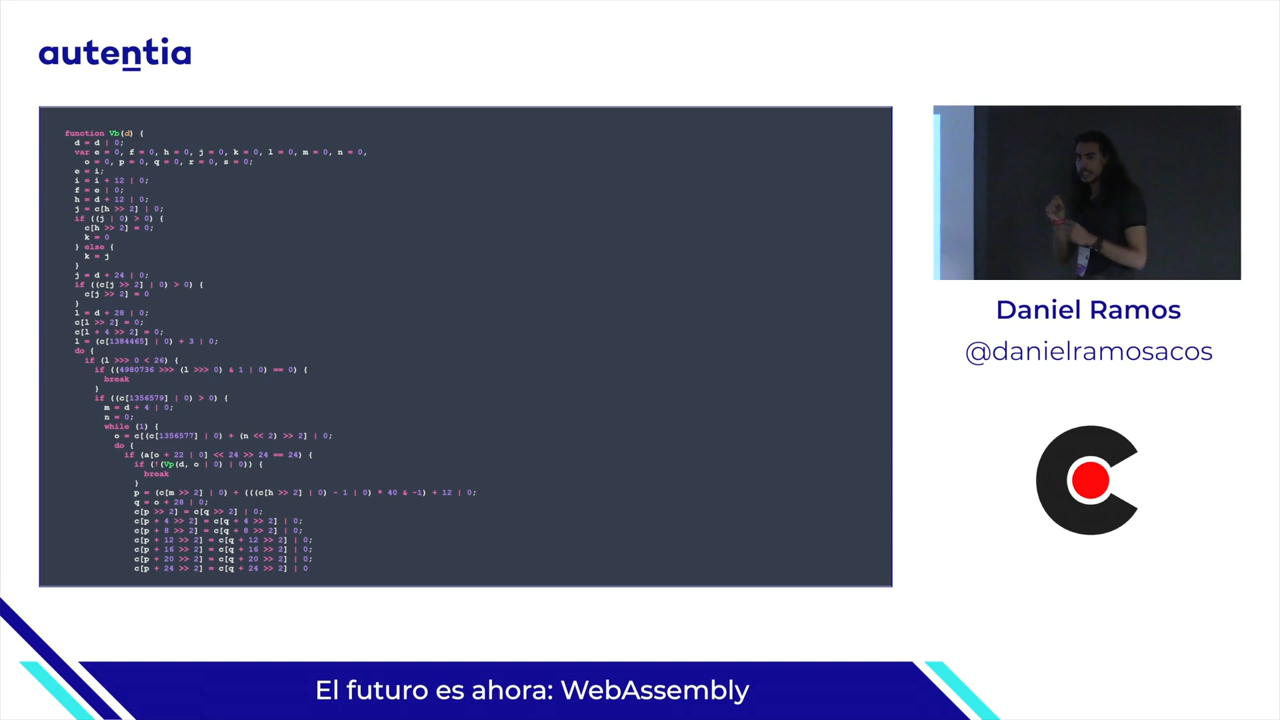 autentia
function Vb(d) {
d = d | 0;
var e = 0, f = 0, h = 0, j = 0, k = 0, l = 0, m = 0, n = 0,
o = 0, p = 0, q = 0, r = 0, s = 0;
e = i;
i = i + 12 | 0;
f = e | 0;
h = d + 12 | 0;
j = c[h >> 2] | 0;
if ((j | 0) > 0) {
c[h >> 2] = 0;
k = 0
} else {
k = j
}
j = d + 24 | 0;
if ((c[j >> 2] | 0) > 0) {
c[j >> 2] = 0
}
l = d + 28 | 0;
c[l >> 2] = 0;
c[l + 4 >> 2] = 0;
l = (c[1384465] | 0) + 3 | 0;
do {
if (l >>> 0 < 26) {
if ((4980736 >>> (l >>> 0) & 1 | 0) == 0) {
break
}
if ((c[1356579] | 0) > 0) {
m = d + 4 | 0;
n = 0;
while (1) {
o = c[(c[1356577] | 0) + (n << 2) >> 2] | 0;
do {
if (a[o + 22 | 0] << 24 >> 24 == 24) {
if (!(Vp(d, o | 0) | 0)) {
break
}
p = (c[m >> 2] | 0) + (((c[h >> 2] | 0) - 1 | 0) * 40 & -1) + 12 | 0;
q = o + 28 | 0;
c[p >> 2] = c[q >> 2] | 0;
c[p + 4 >> 2] = c[q + 4 >> 2] | 0;
c[p + 8 >> 2] = c[q + 8 >> 2] | 0;
c[p + 12 >> 2] = c[q + 12 >> 2] | 0;
c[p + 16 >> 2] = c[q + 16 >> 2] | 0;
c[p + 20 >> 2] = c[q + 20 >> 2] | 0;
c[p + 24 >> 2] = c[q + 24 >> 2] | 0
Daniel Ramos
@danielramosacos
El futuro es ahora: WebAssembly